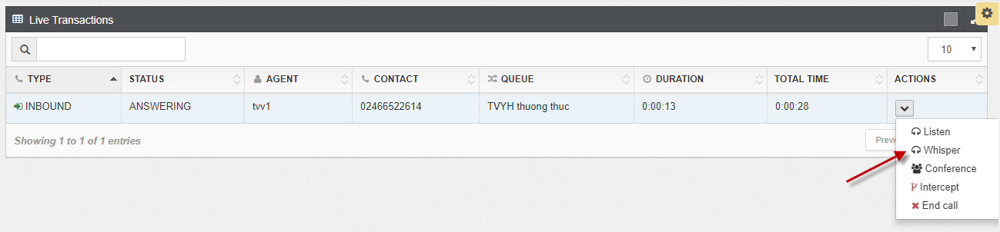 Live Transactions
10
TYPE STATUS AGENT CONTACT QUEUE DURATION TOTAL TIME ACTIONS
INBOUND ANSWERING tvv1 02466522614 TVYH thuong thuc 0:00:13 0:00:28
Showing 1 to 1 of 1 entries
Listen
Whisper
Conference
Intercept
End call